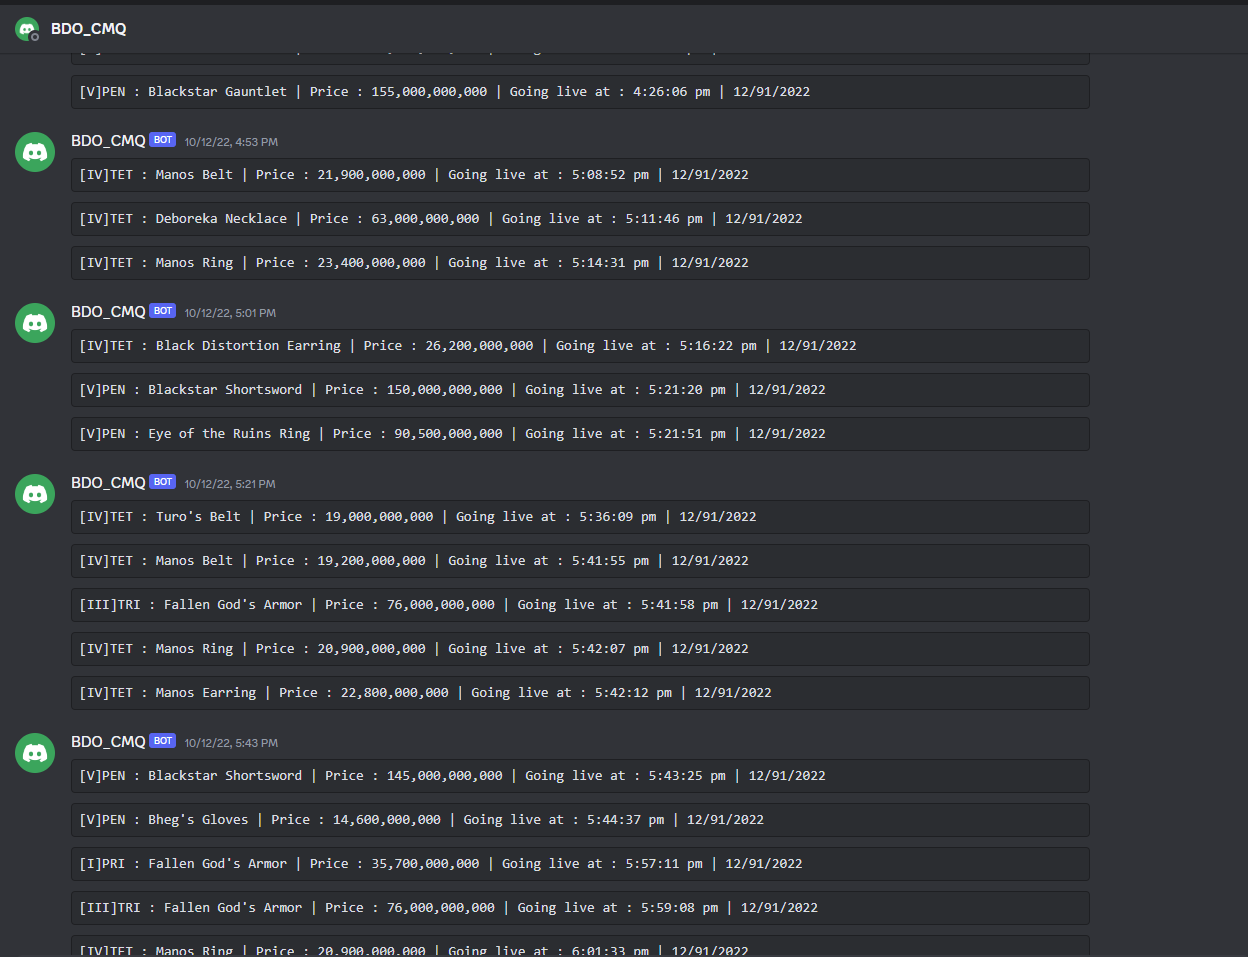 BDO_CMQ
[V]PEN : Blackstar Gauntlet | Price : 155,000,000,000 | Going live at : 4:26:06 pm | 12/91/2022
BDO_CMQ BOT 10/12/22, 4:53 PM
[IV]TET : Manos Belt | Price : 21,900,000,000 | Going live at : 5:08:52 pm | 12/91/2022
[IV]TET : Deboreka Necklace | Price : 63,000,000,000 | Going live at : 5:11:46 pm | 12/91/2022
[IV]TET : Manos Ring | Price : 23,400,000,000 | Going live at : 5:14:31 pm | 12/91/2022
BDO_CMQ BOT 10/12/22, 5:01 PM
[IV]TET : Black Distortion Earring | Price : 26,200,000,000 | Going live at : 5:16:22 pm | 12/91/2022
[V]PEN : Blackstar Shortsword | Price : 150,000,000,000 | Going live at : 5:21:20 pm | 12/91/2022
[V]PEN : Eye of the Ruins Ring | Price : 90,500,000,000 | Going live at : 5:21:51 pm | 12/91/2022
BDO_CMQ BOT 10/12/22, 5:21 PM
[IV]TET : Turo's Belt | Price : 19,000,000,000 | Going live at : 5:36:09 pm | 12/91/2022
[IV]TET : Manos Belt | Price : 19,200,000,000 | Going live at : 5:41:55 pm | 12/91/2022
[III]TRI : Fallen God's Armor | Price : 76,000,000,000 | Going live at : 5:41:58 pm | 12/91/2022
[IV]TET : Manos Ring | Price : 20,900,000,000 | Going live at : 5:42:07 pm | 12/91/2022
[IV]TET : Manos Earring | Price : 22,800,000,000 | Going live at : 5:42:12 pm | 12/91/2022
BDO_CMQ BOT 10/12/22, 5:43 PM
[V]PEN : Blackstar Shortsword | Price : 145,000,000,000 | Going live at : 5:43:25 pm | 12/91/2022
[V]PEN : Bheg's Gloves | Price : 14,600,000,000 | Going live at : 5:44:37 pm | 12/91/2022
[I]PRI : Fallen God's Armor | Price : 35,700,000,000 | Going live at : 5:57:11 pm | 12/91/2022
[III]TRI : Fallen God's Armor | Price : 76,000,000,000 | Going live at : 5:59:08 pm | 12/91/2022
[IV]TET : Manos Ring | Price : 20,900,000,000 | Going live at : 6:01:33 pm | 12/91/2022